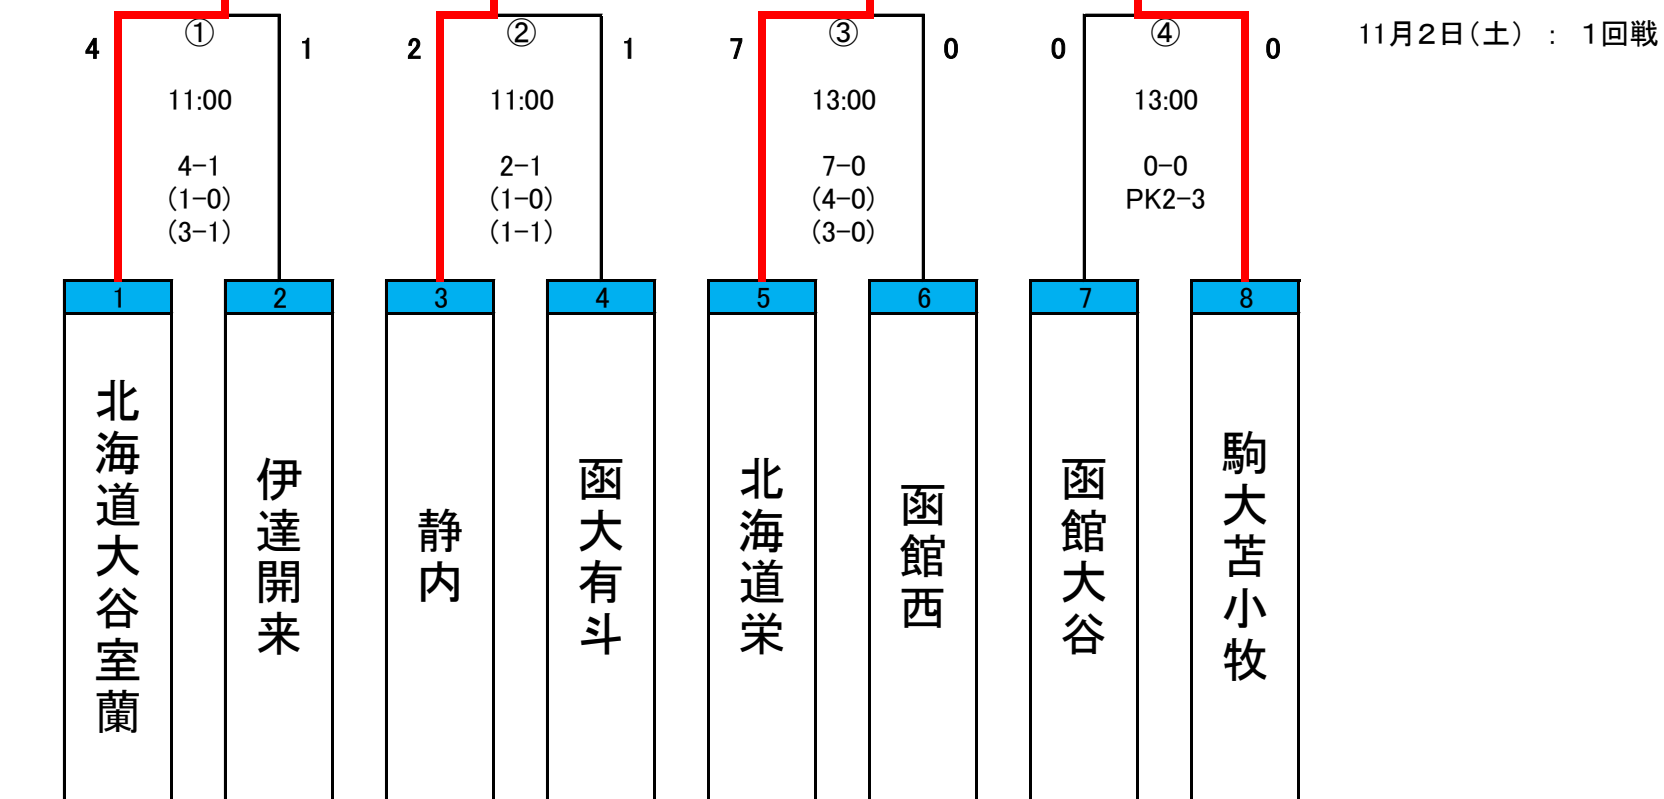 11月2日(土) : 1回戦
① ② ③ ④
4 1 2 1 7 0 0 0
11:00 11:00 13:00 13:00
4-1 2-1 7-0 0-0
(1-0) (1-0) (4-0) PK2-3
(3-1) (1-1) (3-0)
1 2 3 4 5 6 7 8
北海道大谷室蘭
伊達開来
静内
函大有斗
北海道栄
函館西
函館大谷
駒大苫小牧